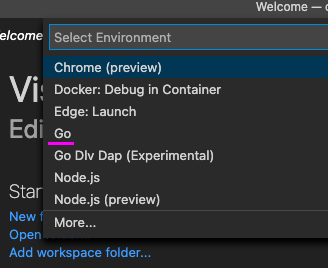 Welcome — 
elcome
Select Environment
Vis
Edi
Chrome (preview)
Docker: Debug in Container
Edge: Launch
Go
Go Dlv Dap (Experimental)
Node.js
Node.js (preview)
More...
Star
New f
Open
Add workspace folder...